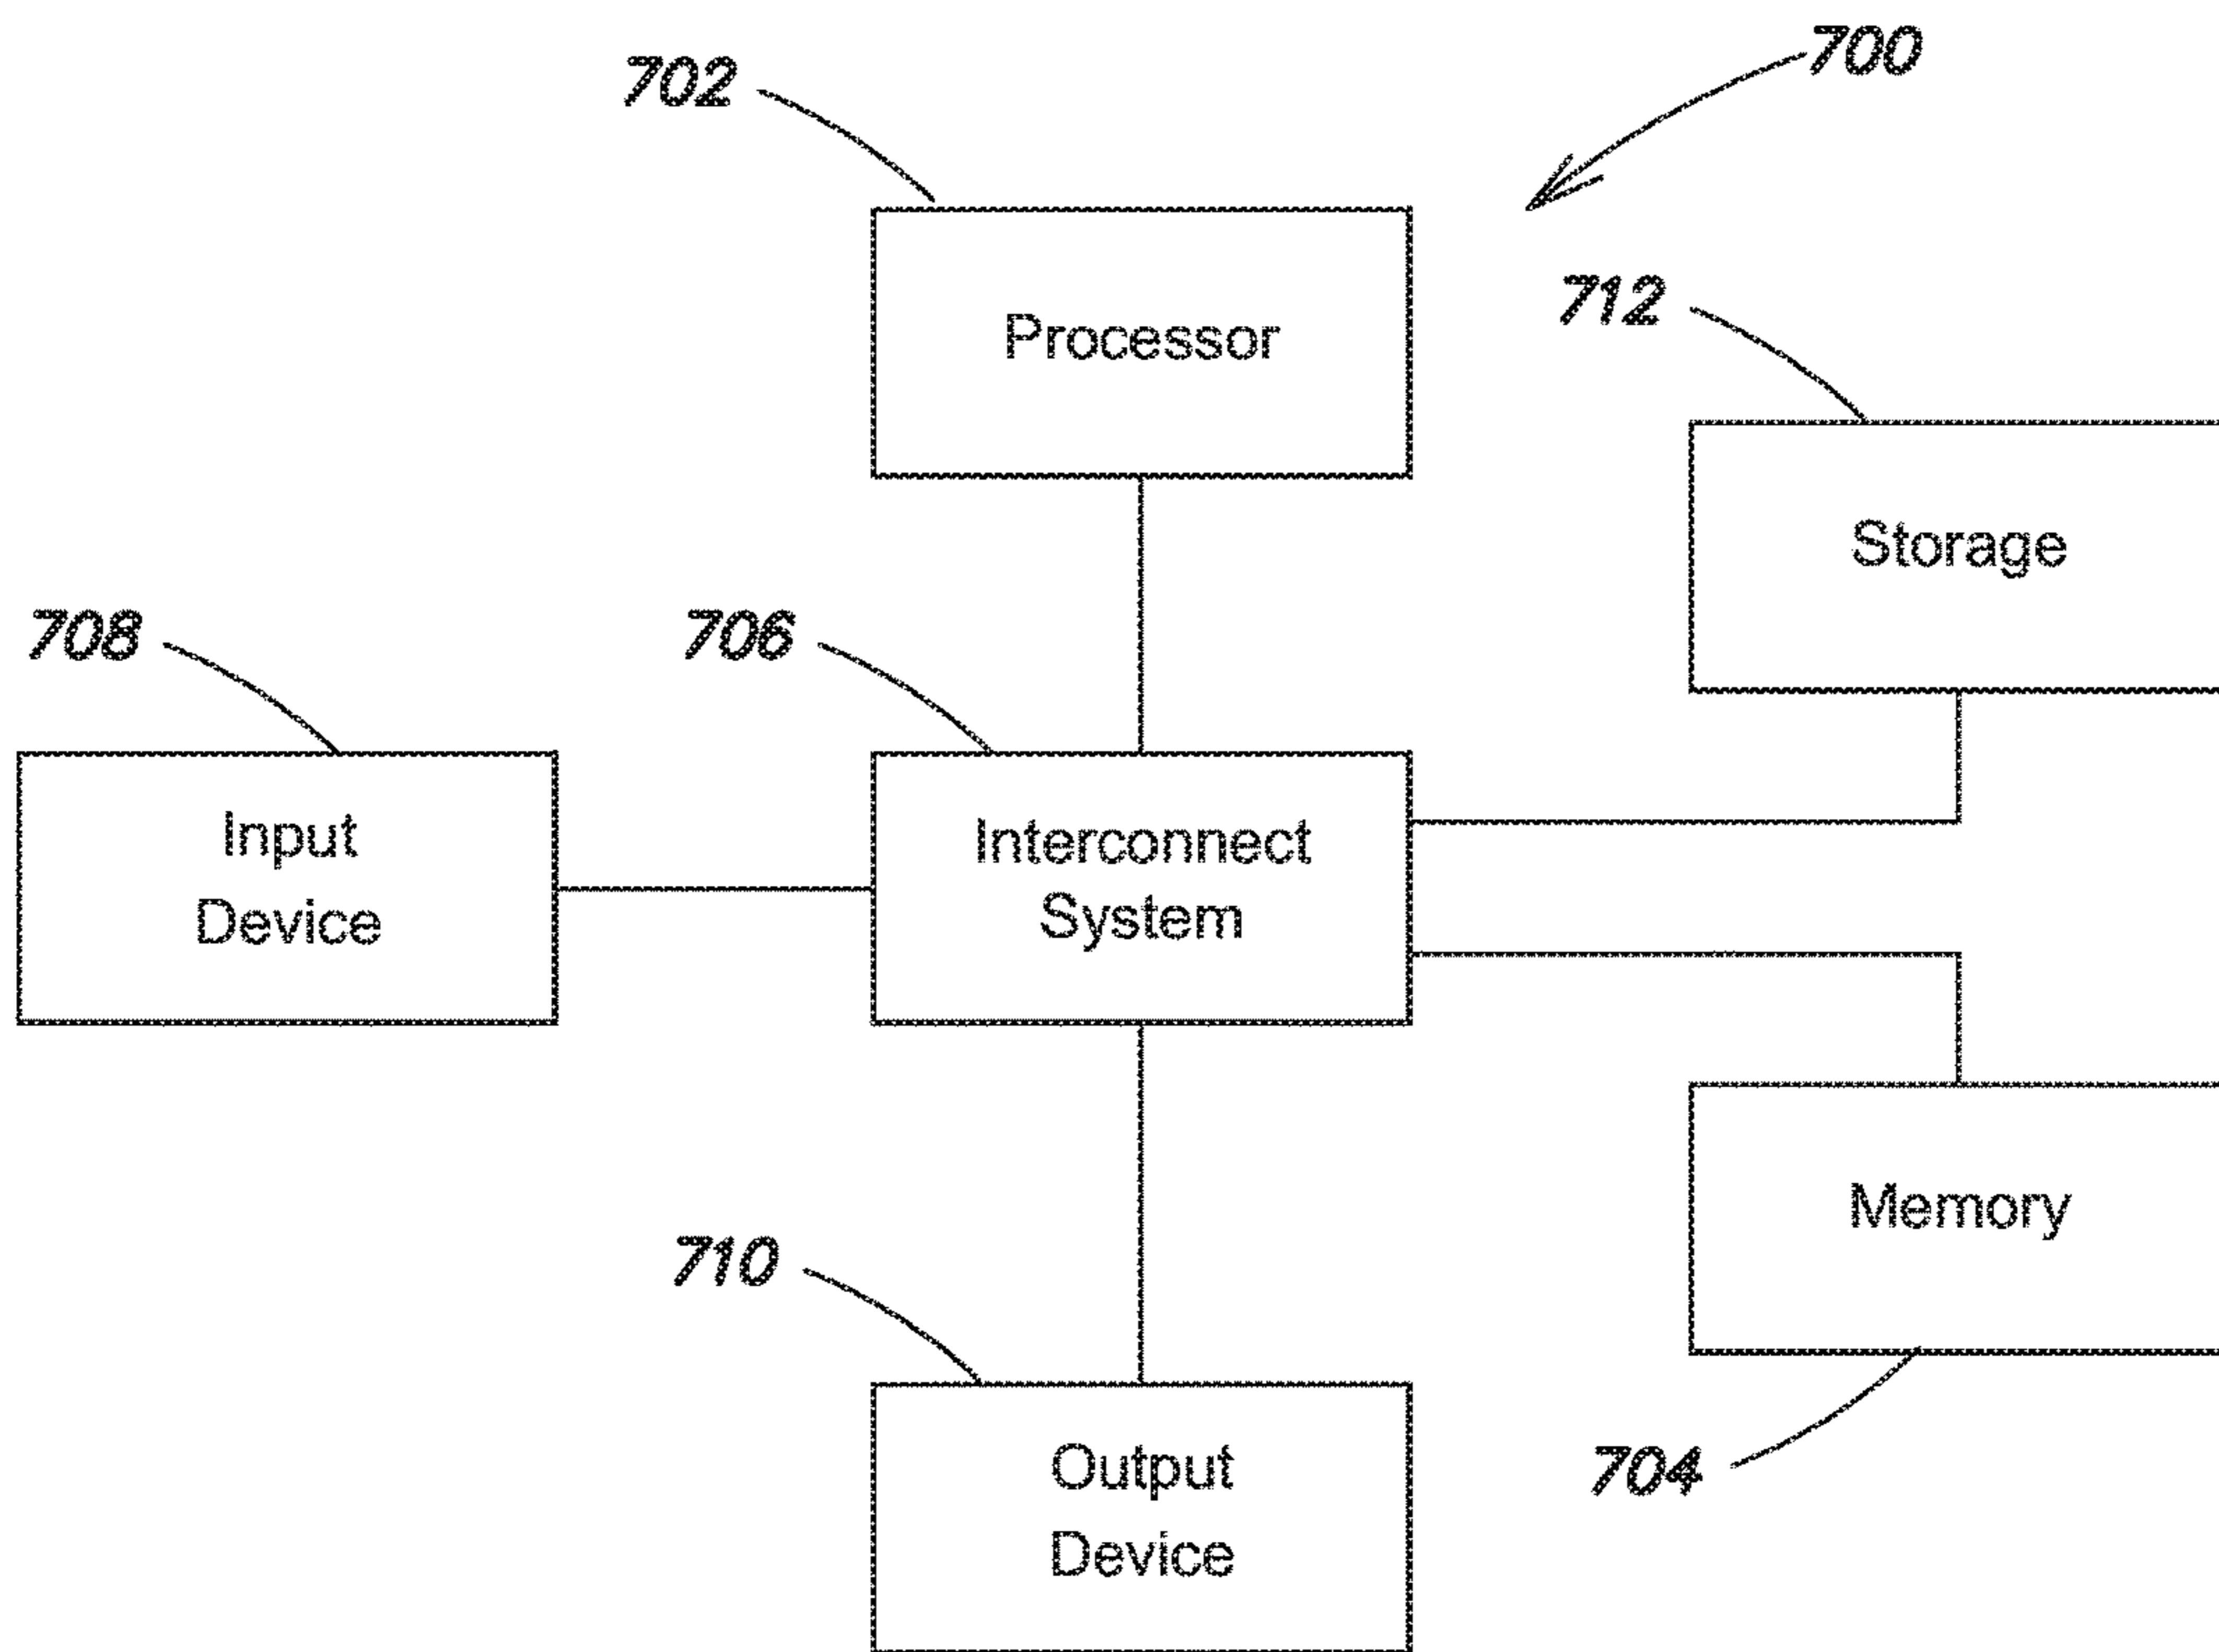 700
702
Processor
712
Storage
708
706
Input
Device
Interconnect
System
Memory
710
704
Output
Device